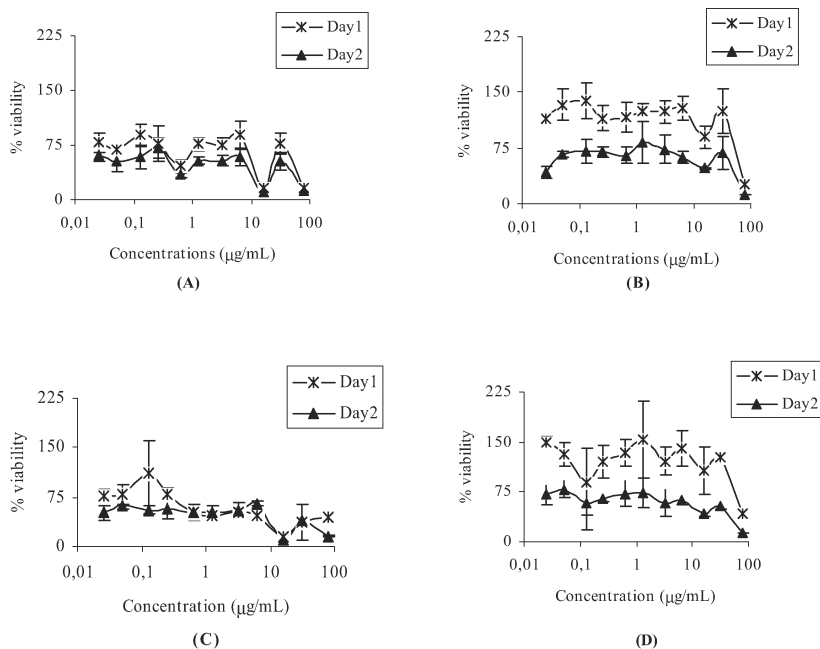 Day1
Day2
225
150
75
0
% viability
0,01 0,1 1 10 100
Concentrations (µg/mL)
(A)
Day1
Day2
225
150
75
0
% viability
0,01 0,1 1 10 100
Concentrations (µg/mL)
(B)
Day1
Day2
225
150
75
0
% viability
0,01 0,1 1 10 100
Concentration (µg/mL)
(C)
Day1
Day2
225
150
75
0
% viability
0,01 0,1 1 10 100
Concentration (µg/mL)
(D)